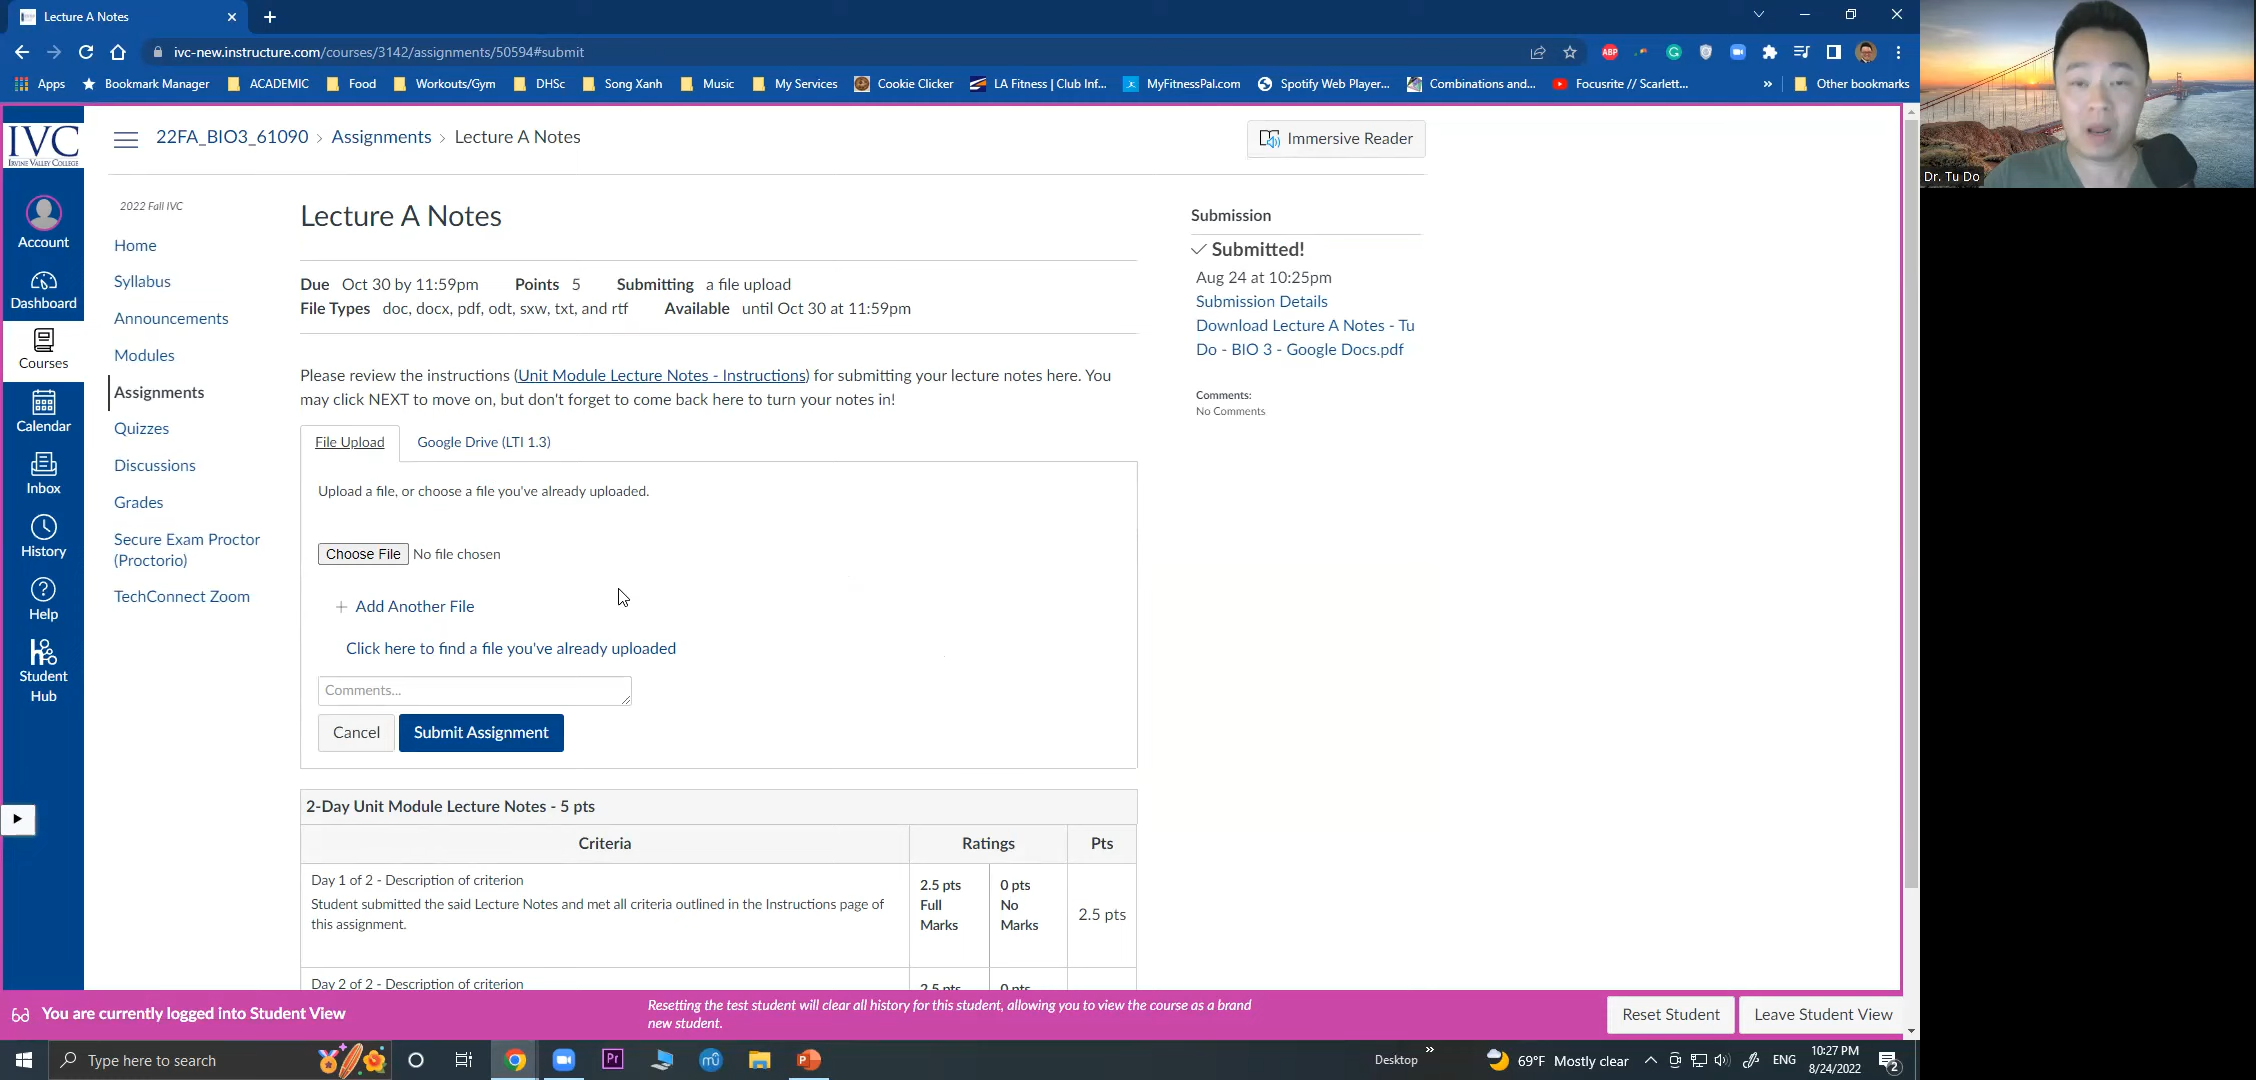 Lecture A Notes
ivc-new.instructure.com/courses/3142/assignments/50594#submit
ABP
Apps
Bookmark Manager
ACADEMIC
Food
Workouts/Gym
DHSc
Song Xanh
Music
My Services
Cookie Clicker
LA Fitness | Club Inf...
MyFitnessPal.com
Spotify Web Player...
Combinations and...
Focusrite // Scarlett...
»
Other bookmarks
Dr. Tu Do
IVC
IRVINE VALLEY COLLEGE
Account
Dashboard
Courses
Calendar
Inbox
History
Help
Student
Hub
22FA_BIO3_61090 › Assignments › Lecture A Notes
Immersive Reader
2022 Fall IVC
Home
Syllabus
Announcements
Modules
Assignments
Quizzes
Discussions
Grades
Secure Exam Proctor
(Proctorio)
TechConnect Zoom
Lecture A Notes
Due Oct 30 by 11:59pm Points 5 Submitting a file upload
File Types doc, docx, pdf, odt, sxw, txt, and rtf Available until Oct 30 at 11:59pm
Please review the instructions (Unit Module Lecture Notes - Instructions) for submitting your lecture notes here. You
may click NEXT to move on, but don't forget to come back here to turn your notes in!
File Upload
Google Drive (LTI 1.3)
Upload a file, or choose a file you've already uploaded.
Choose File No file chosen
+ Add Another File
Click here to find a file you've already uploaded
Comments...
Cancel
Submit Assignment
2-Day Unit Module Lecture Notes - 5 pts
Criteria
Ratings
Pts
Day 1 of 2 - Description of criterion
Student submitted the said Lecture Notes and met all criteria outlined in the Instructions page of
this assignment.
2.5 pts
Full
Marks
0 pts
No
Marks
2.5 pts
Day 2 of 2 - Description of criterion
2.5 pts
0 pts
Submission
Submitted!
Aug 24 at 10:25pm
Submission Details
Download Lecture A Notes - Tu
Do - BIO 3 - Google Docs.pdf
Comments:
No Comments
You are currently logged into Student View
Resetting the test student will clear all history for this student, allowing you to view the course as a brand
new student.
Reset Student
Leave Student View
Type here to search
Pr
mū
P
Desktop
»
69°F Mostly clear
ENG
10:27 PM
8/24/2022
2